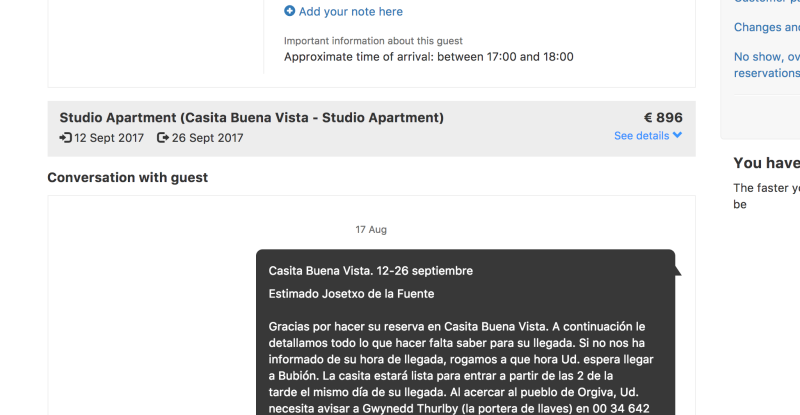 Add your note here
Important information about this guest
Approximate time of arrival: between 17:00 and 18:00
Changes and
No show, ov
reservations
Studio Apartment (Casita Buena Vista - Studio Apartment)
€ 896
12 Sept 2017 26 Sept 2017
See details
Conversation with guest
You have
The faster yo
be
17 Aug
Casita Buena Vista. 12-26 septiembre
Estimado Josetxo de la Fuente
Gracias por hacer su reserva en Casita Buena Vista. A continuación le
detallamos todo lo que hacer falta saber para su llegada. Si no nos ha
informado de su hora de llegada, rogamos a que hora Ud. espera llegar
a Bubión. La casita estará lista para entrar a partir de las 2 de la
tarde el mismo día de su llegada. Al acercar al pueblo de Orgiva, Ud.
necesita avisar a Gwynedd Thurlby (la portera de llaves) en 00 34 642